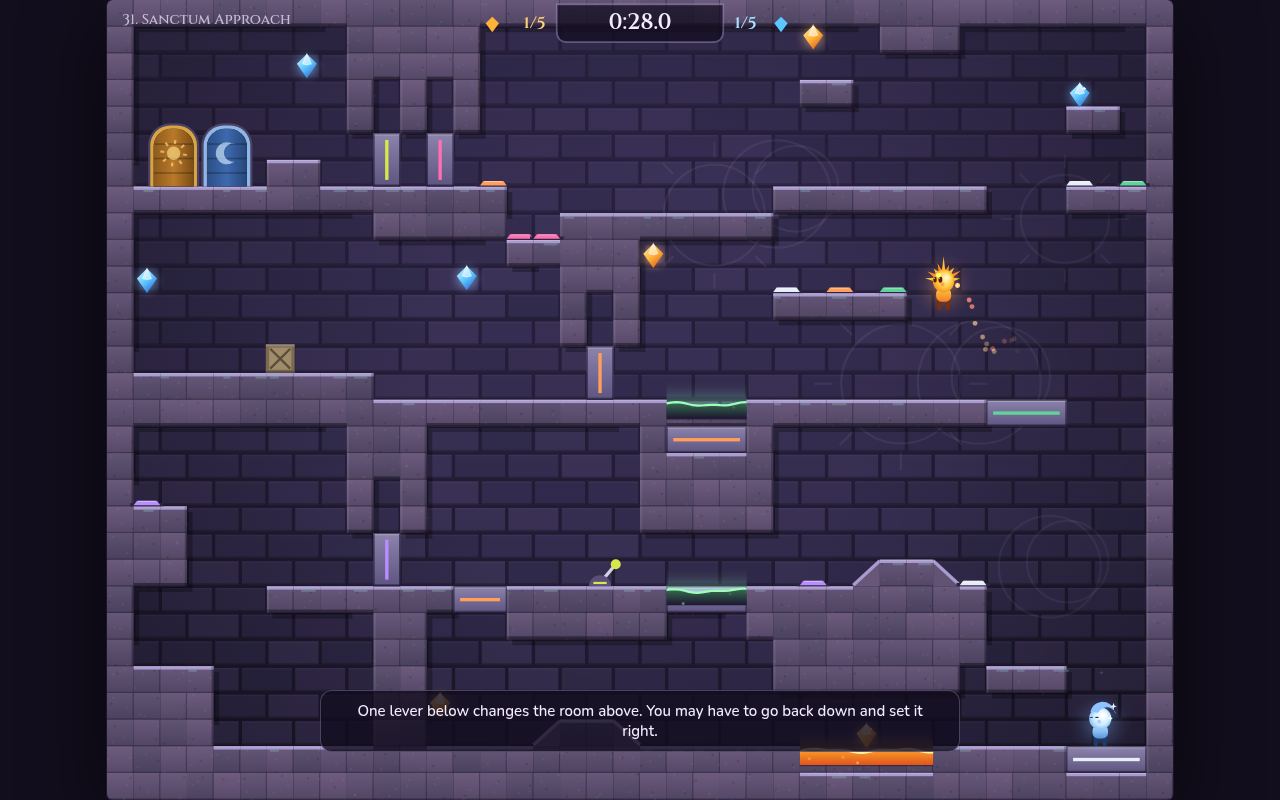 31. Sanctum Approach
1/5
0:28.0
1/5
One lever below changes the room above. You may have to go back down and set it
right.